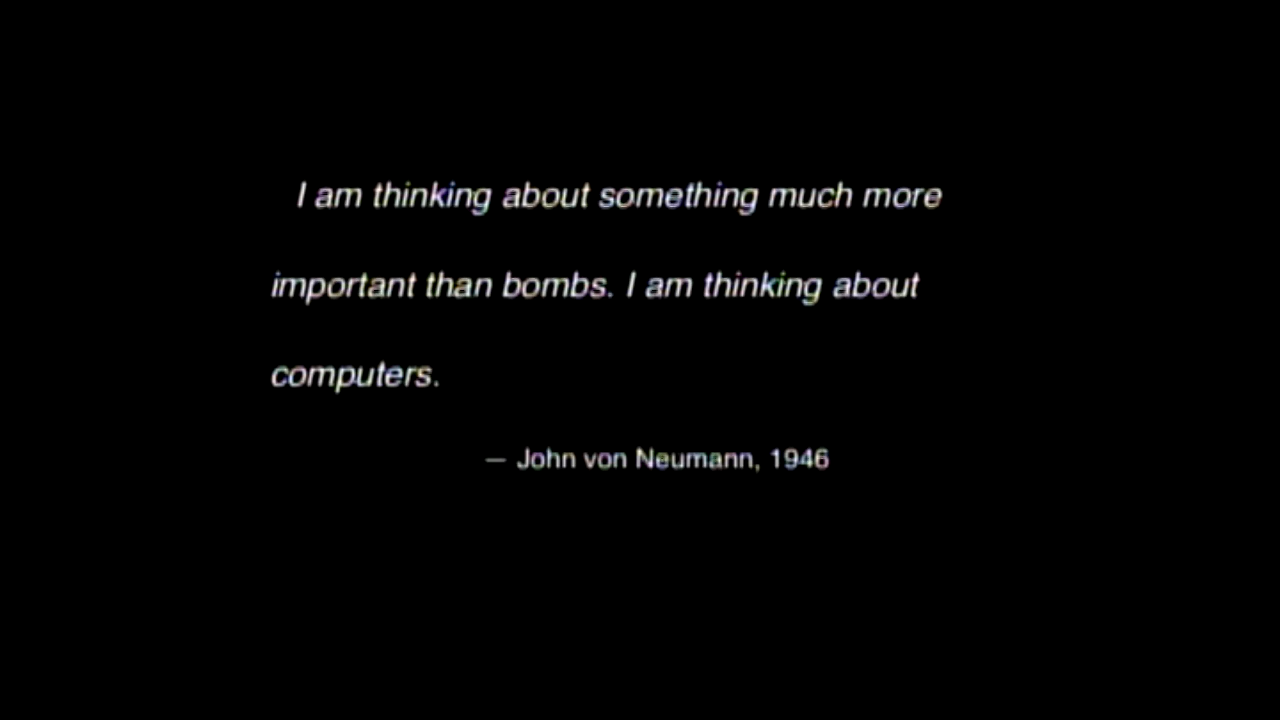 I am thinking about something much more
important than bombs. I am thinking about
computers.
— John von Neumann, 1946